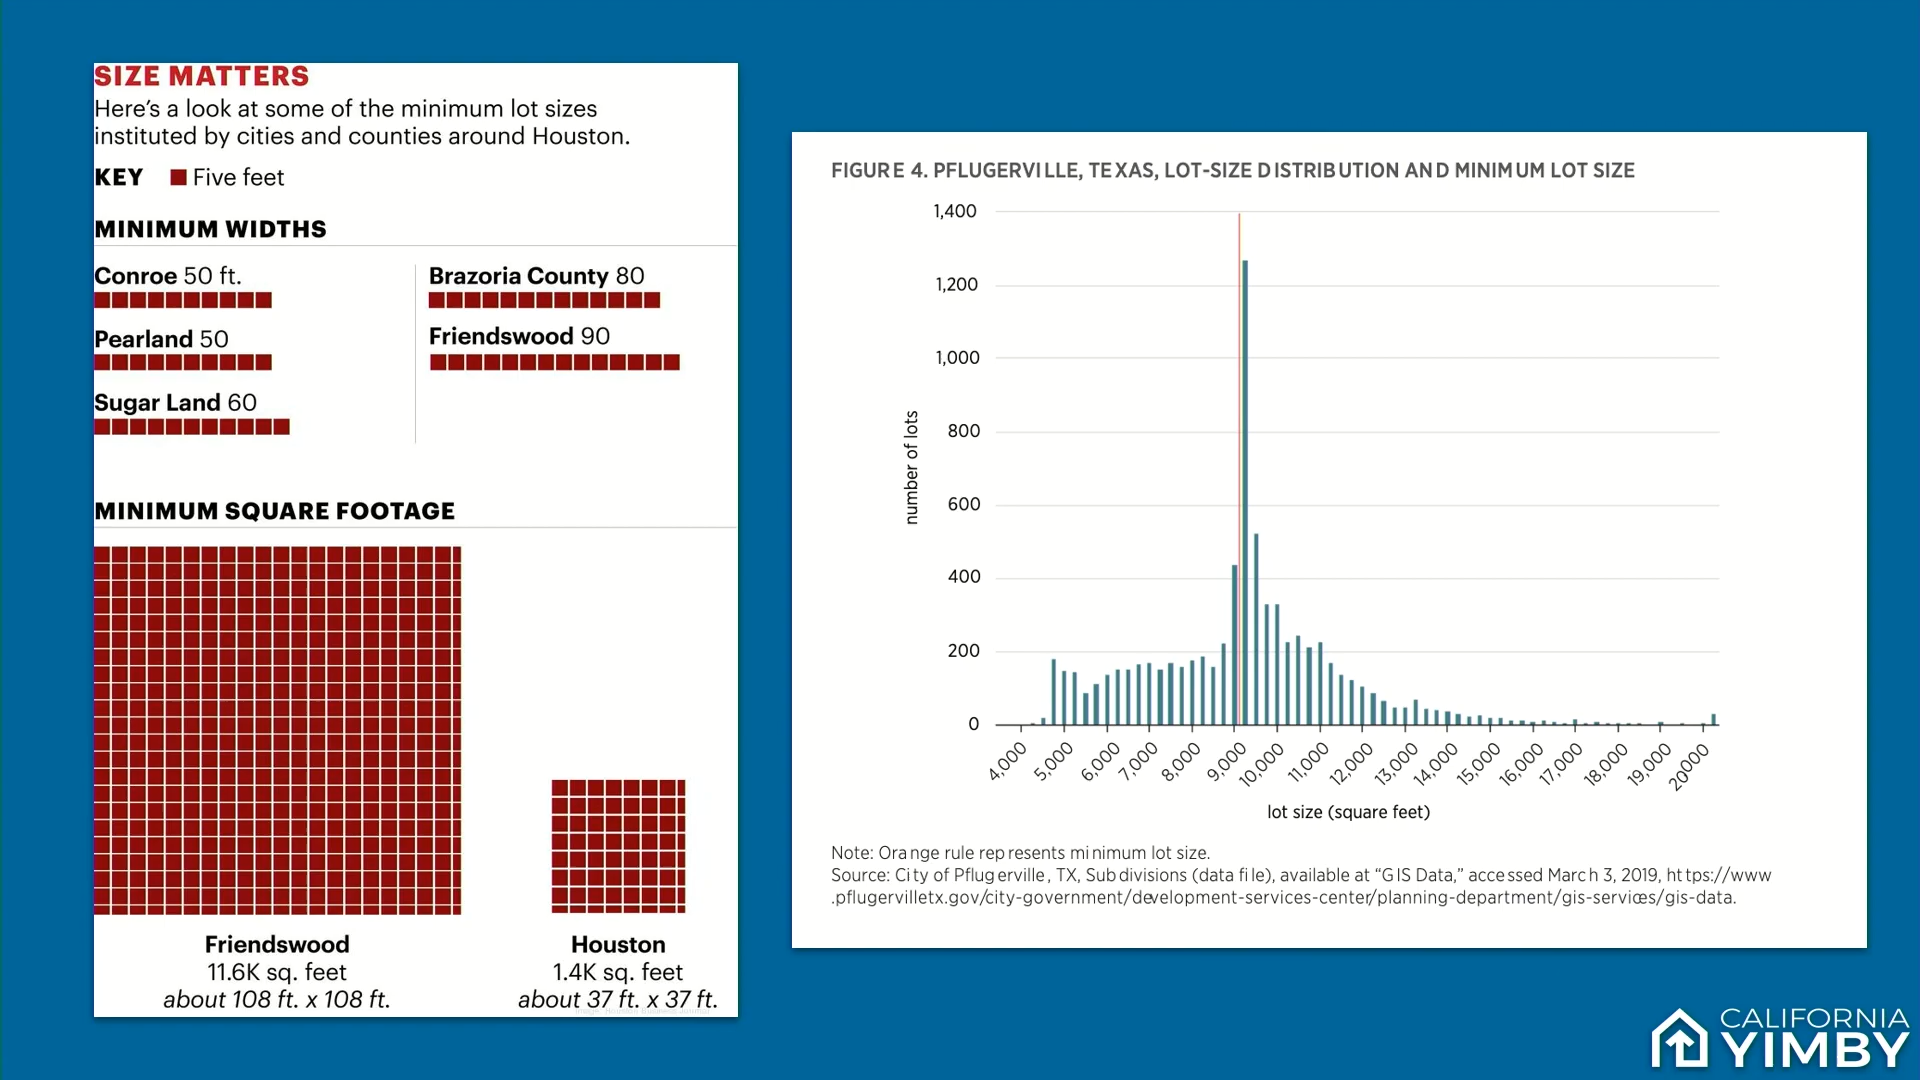 SIZE MATTERS
Here's a look at some of the minimum lot sizes
instituted by cities and counties around Houston.
KEY Five feet
MINIMUM WIDTHS
Conroe 50 ft.
Pearland 50
Sugar Land 60
Brazoria County 80
Friendswood 90
MINIMUM SQUARE FOOTAGE
Friendswood
11.6K sq. feet
about 108 ft. x 108 ft.
Houston
1.4K sq. feet
about 37 ft. x 37 ft.
FIGURE 4. PFLUGERVILLE, TEXAS, LOT-SIZE DISTRIBUTION AND MINIMUM LOT SIZE
number of lots
1,400
1,200
1,000
800
600
400
200
0
4,000 5,000 6,000 7,000 8,000 9,000 10,000 11,000 12,000 13,000 14,000 15,000 16,000 17,000 18,000 19,000 20,000
lot size (square feet)
Note: Orange rule represents minimum lot size.
Source: City of Pflugerville, TX, Subdivisions (data file), available at “GIS Data,” accessed March 3, 2019, https://www
.pflugervilletx.gov/city-government/development-services-center/planning-department/gis-services/gis-data.
CALIFORNIA
YIMBY